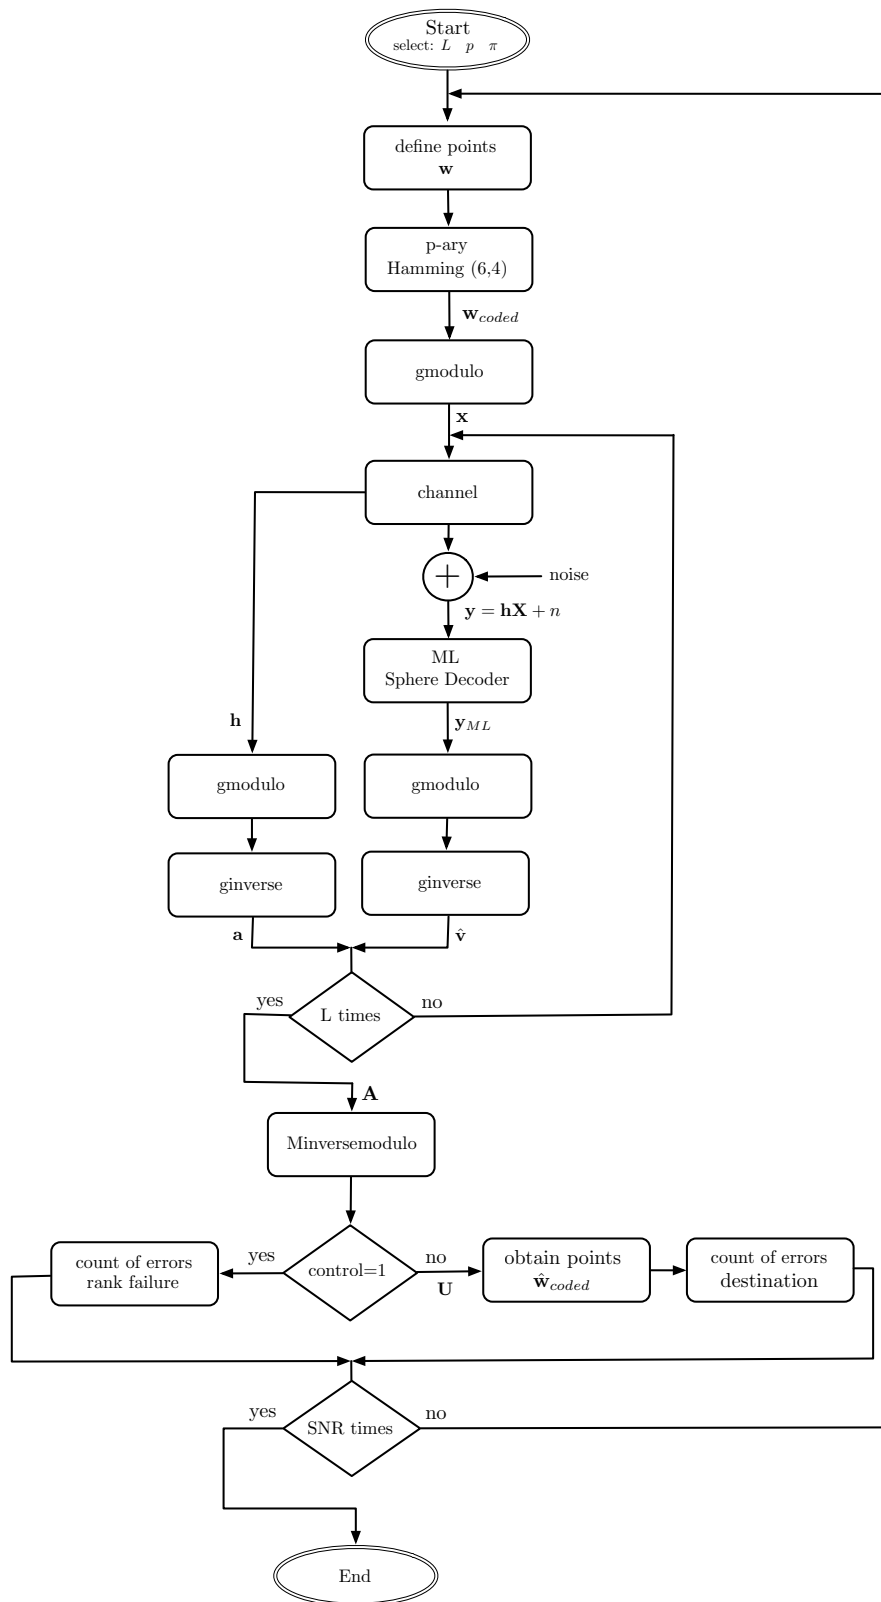 Start
select: L p π
define points
w
p-ary
Hamming (6,4)
w_coded
gmodulo
x
channel
noise
y = hX + n
ML
Sphere Decoder
h
y_ML
gmodulo
gmodulo
ginverse
ginverse
a
v̂
yes
no
L times
A
Minversemodulo
count of errors
rank failure
yes
control=1
no
U
obtain points
ŵ_coded
count of errors
destination
yes
no
SNR times
End